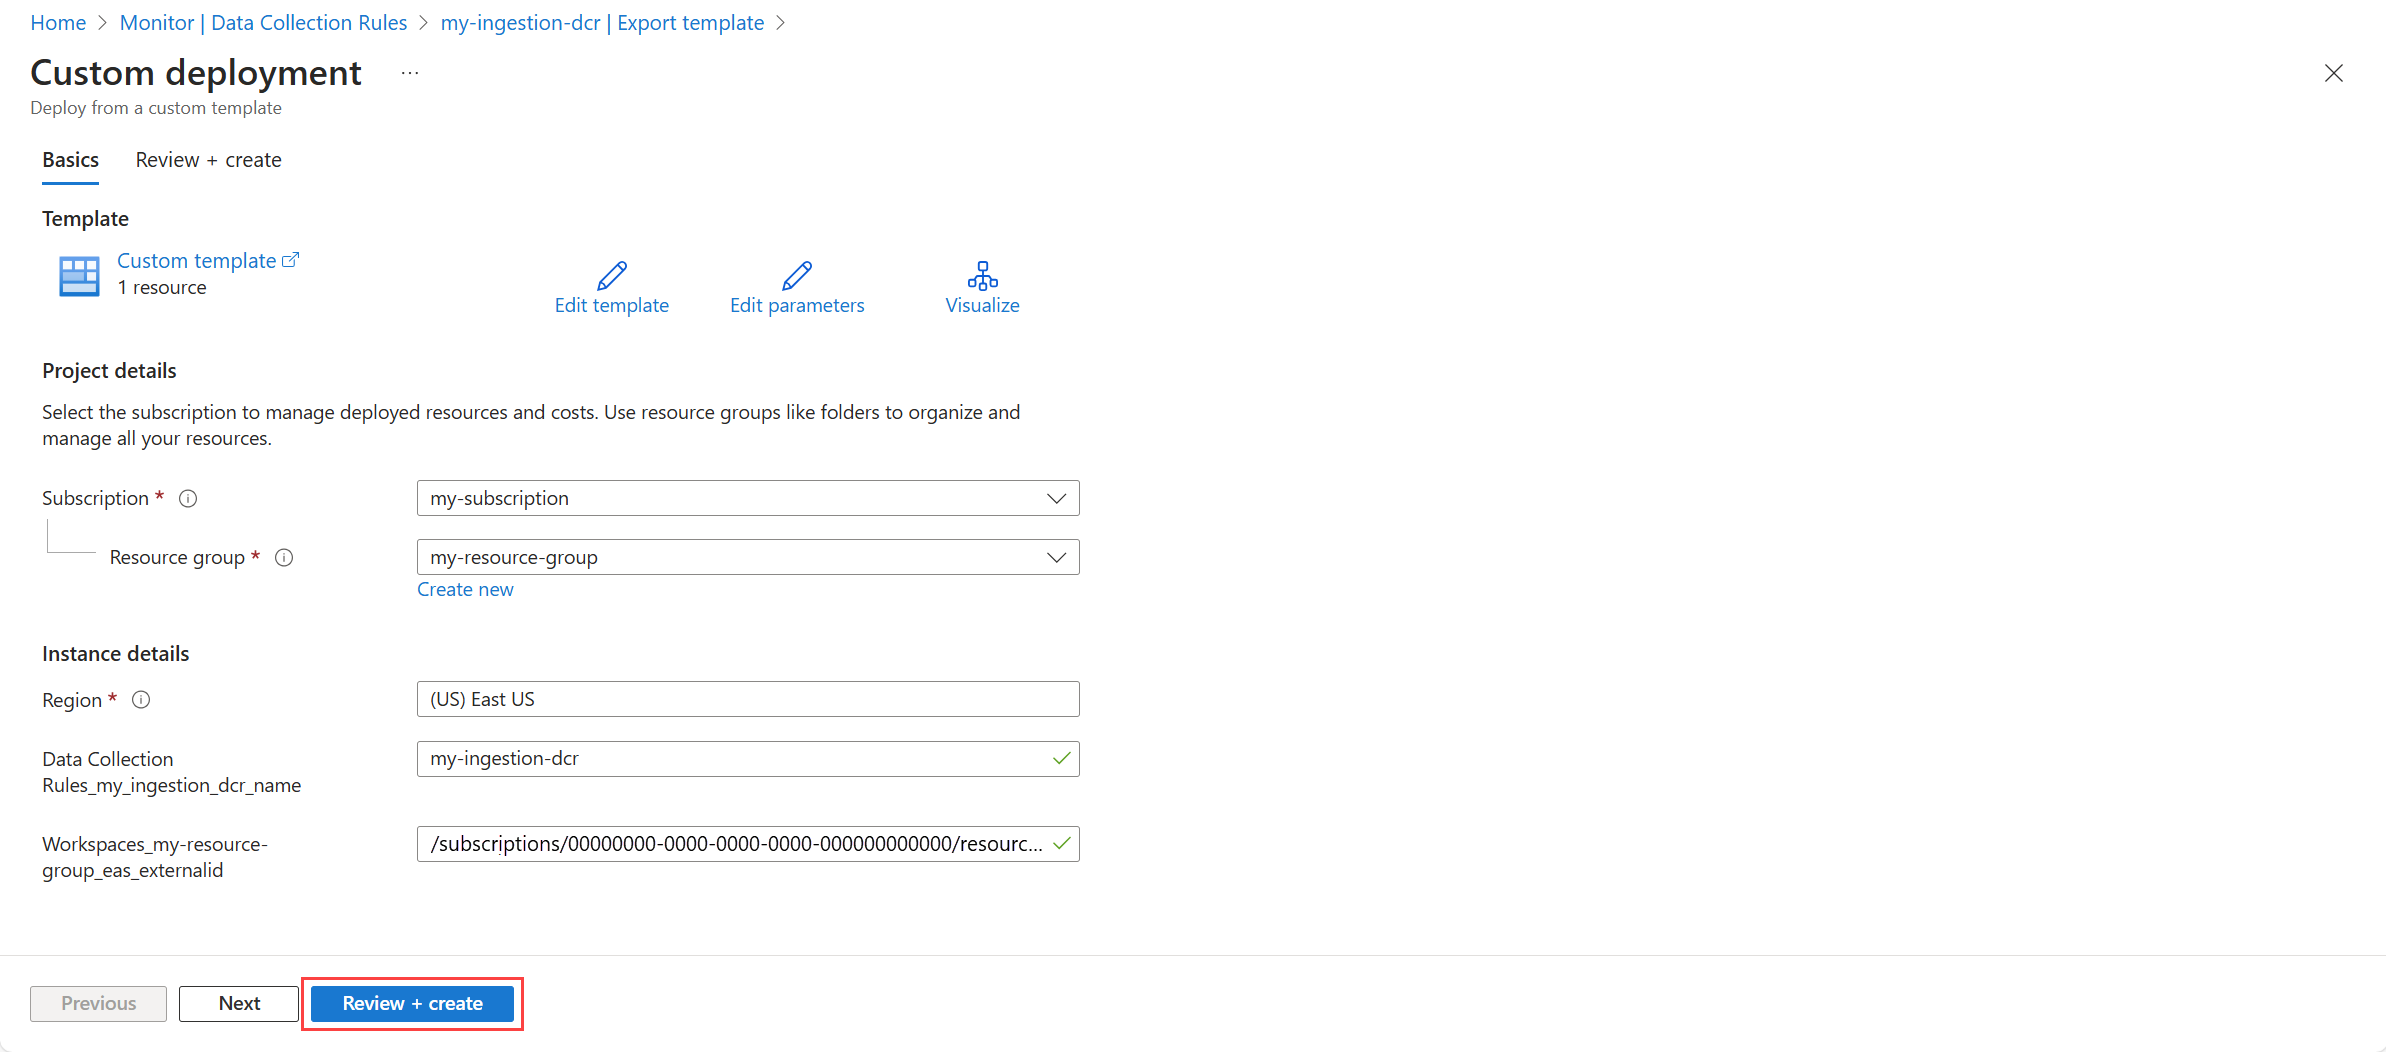 Home > Monitor | Data Collection Rules > my-ingestion-dcr | Export template >
Custom deployment ...
Deploy from a custom template
Basics Review + create
Template
Custom template
1 resource
Edit template Edit parameters Visualize
Project details
Select the subscription to manage deployed resources and costs. Use resource groups like folders to organize and
manage all your resources.
Subscription * my-subscription
Resource group * my-resource-group
Create new
Instance details
Region * (US) East US
Data Collection
Rules_my_ingestion_dcr_name
my-ingestion-dcr
Workspaces_my-resource-
group_eas_externalid
/subscriptions/00000000-0000-0000-0000-000000000000/resourc...
Previous Next Review + create